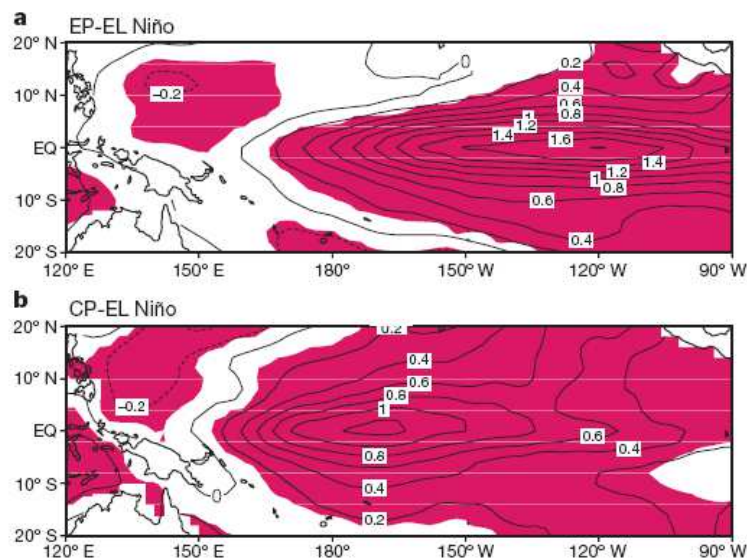 a
EP-EL Niño
20° N
10° N
EQ
10° S
20° S
120° E
150° E
180°
150° W
120° W
90° W
0
0.2
0.4
0.6
0.8
1
1.2
1.4
1.6
1.4
1.2
1
0.8
0.6
0.4
−0.2
b
CP-EL Niño
20° N
10° N
EQ
10° S
20° S
120° E
150° E
180°
150° W
120° W
90° W
0.2
0.4
0.6
0.8
1
−0.2
0.6
0.4
0.8
0.4
0
0.2